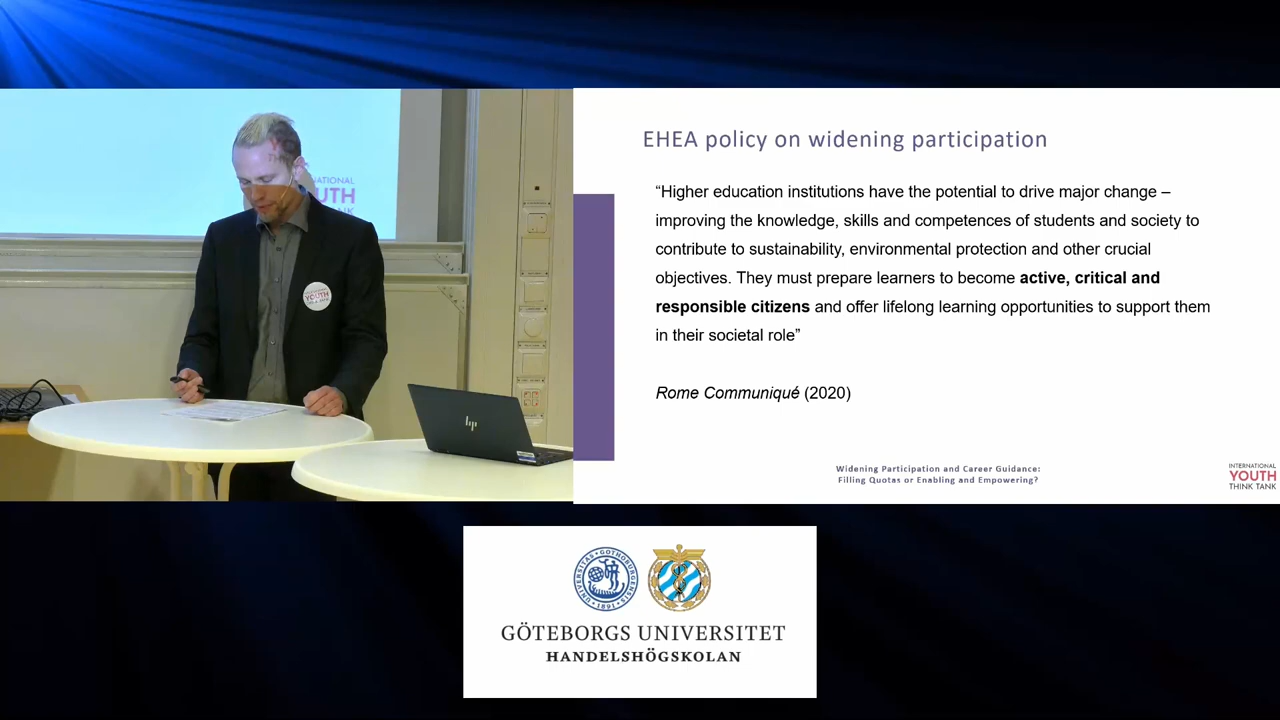 EHEA policy on widening participation
“Higher education institutions have the potential to drive major change –
improving the knowledge, skills and competences of students and society to
contribute to sustainability, environmental protection and other crucial
objectives. They must prepare learners to become active, critical and
responsible citizens and offer lifelong learning opportunities to support them
in their societal role”
Rome Communiqué (2020)
Widening Participation and Career Guidance:
Filling Quotas or Enabling and Empowering?
INTERNATIONAL
YOUTH
THINK TANK
YOUTH
hp
1891
GÖTEBORGS UNIVERSITET
HANDELSHÖGSKOLAN